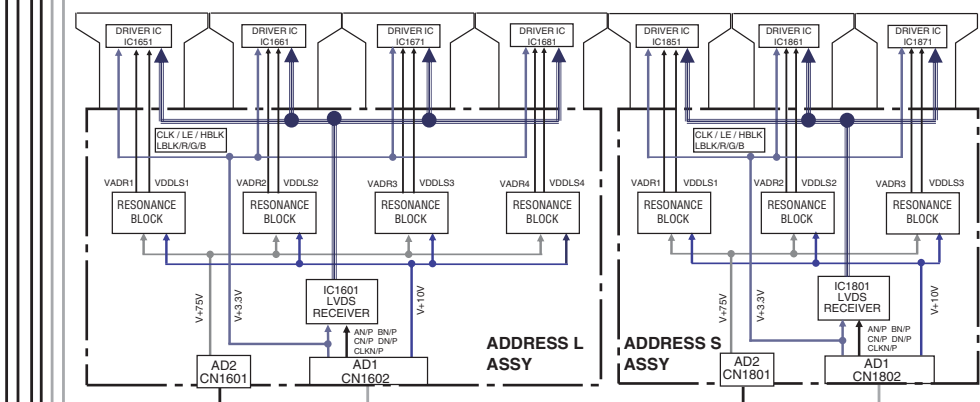 DRIVER IC
IC1651
DRIVER IC
IC1661
DRIVER IC
IC1671
DRIVER IC
IC1681
DRIVER IC
IC1851
DRIVER IC
IC1861
DRIVER IC
IC1871
CLK / LE / HBLK
LBLK/R/G/B
CLK / LE / HBLK
LBLK/R/G/B
VADR1 VDDLS1
VADR2 VDDLS2
VADR3 VDDLS3
VADR4 VDDLS4
VADR1 VDDLS1
VADR2 VDDLS2
VADR3 VDDLS3
RESONANCE
BLOCK
RESONANCE
BLOCK
RESONANCE
BLOCK
RESONANCE
BLOCK
RESONANCE
BLOCK
RESONANCE
BLOCK
RESONANCE
BLOCK
V+75V
V+3.3V
IC1601
LVDS
RECEIVER
V+10V
AN/P BN/P
CN/P DN/P
CLKN/P
ADDRESS L
ASSY
AD2
CN1601
AD1
CN1602
ADDRESS S
ASSY
V+75V
V+3.3V
IC1801
LVDS
RECEIVER
V+10V
AN/P BN/P
CN/P DN/P
CLKN/P
AD2
CN1801
AD1
CN1802